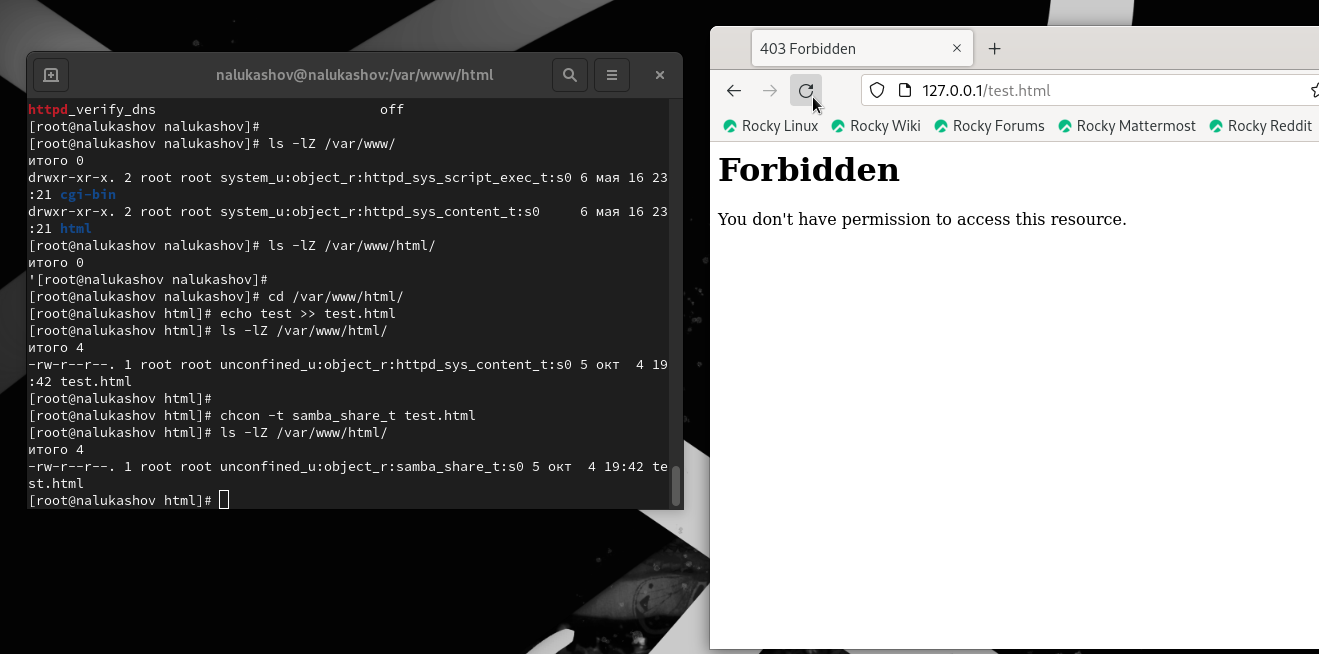 nalukashov@nalukashov:/var/www/html
httpd_verify_dns                            off
[root@nalukashov nalukashov]#
[root@nalukashov nalukashov]# ls -lZ /var/www/
итого 0
drwxr-xr-x. 2 root root system_u:object_r:httpd_sys_script_exec_t:s0 6 мая 16 23
:21 cgi-bin
drwxr-xr-x. 2 root root system_u:object_r:httpd_sys_content_t:s0     6 мая 16 23
:21 html
[root@nalukashov nalukashov]# ls -lZ /var/www/html/
итого 0
'[root@nalukashov nalukashov]#
[root@nalukashov nalukashov]# cd /var/www/html/
[root@nalukashov html]# echo test >> test.html
[root@nalukashov html]# ls -lZ /var/www/html/
итого 4
-rw-r--r--. 1 root root unconfined_u:object_r:httpd_sys_content_t:s0 5 окт  4 19
:42 test.html
[root@nalukashov html]#
[root@nalukashov html]# chcon -t samba_share_t test.html
[root@nalukashov html]# ls -lZ /var/www/html/
итого 4
-rw-r--r--. 1 root root unconfined_u:object_r:samba_share_t:s0 5 окт  4 19:42 te
st.html
[root@nalukashov html]#
403 Forbidden
127.0.0.1/test.html
Rocky Linux Rocky Wiki Rocky Forums Rocky Mattermost Rocky Reddit
Forbidden
You don't have permission to access this resource.